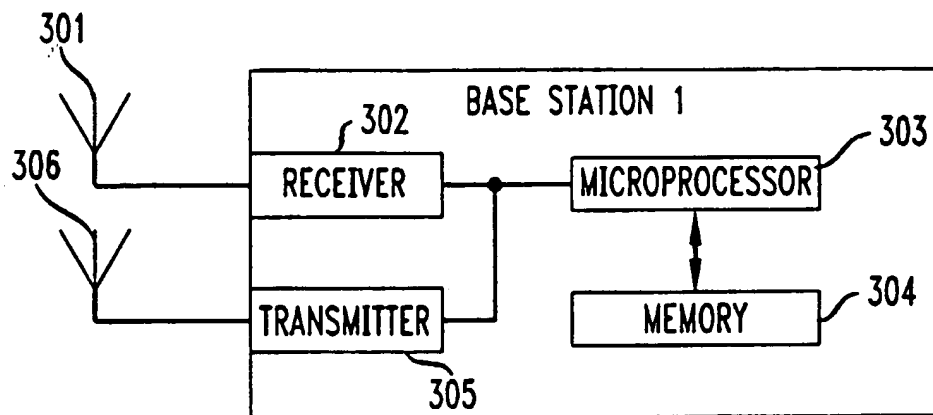 301
BASE STATION 1
302
303
306
RECEIVER
MICROPROCESSOR
TRANSMITTER
MEMORY
304
305